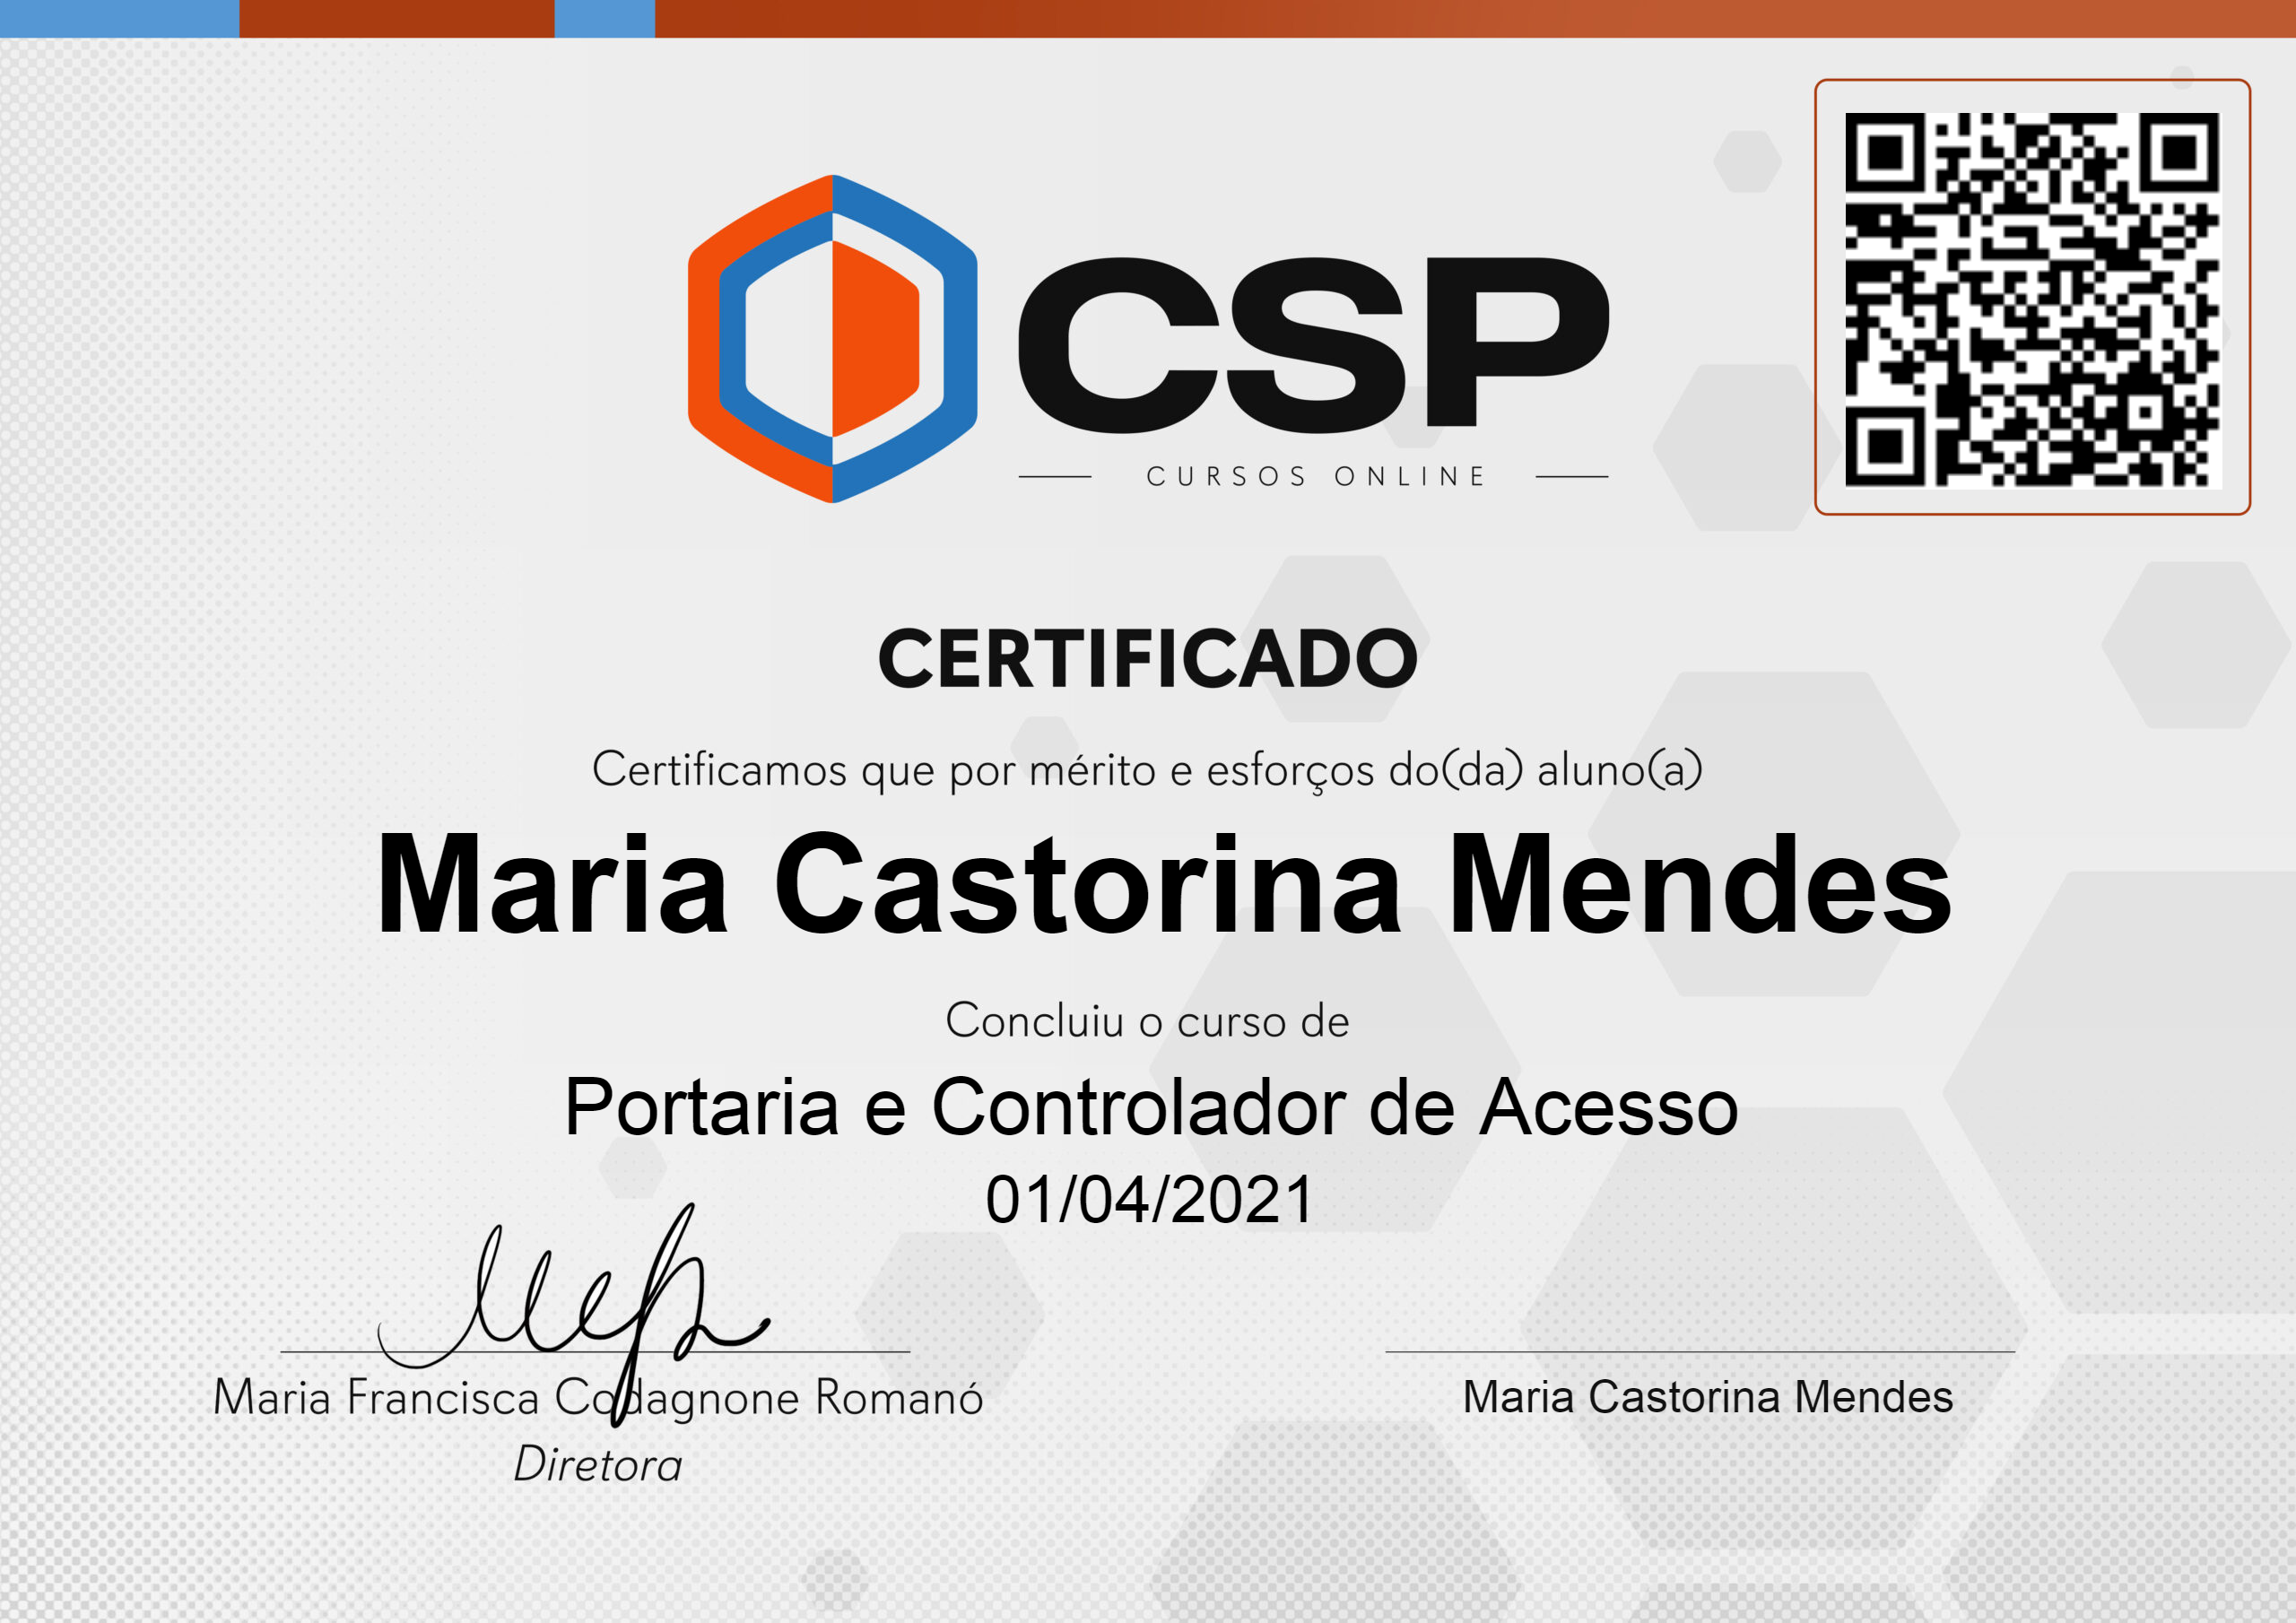 CSP
CURSOS ONLINE
CERTIFICADO
Certificamos que por mérito e esforços do(da) aluno(a)
Maria Castorina Mendes
Concluiu o curso de
Portaria e Controlador de Acesso
01/04/2021
Maria Francisca Codagnone Romanó
Diretora
Maria Castorina Mendes